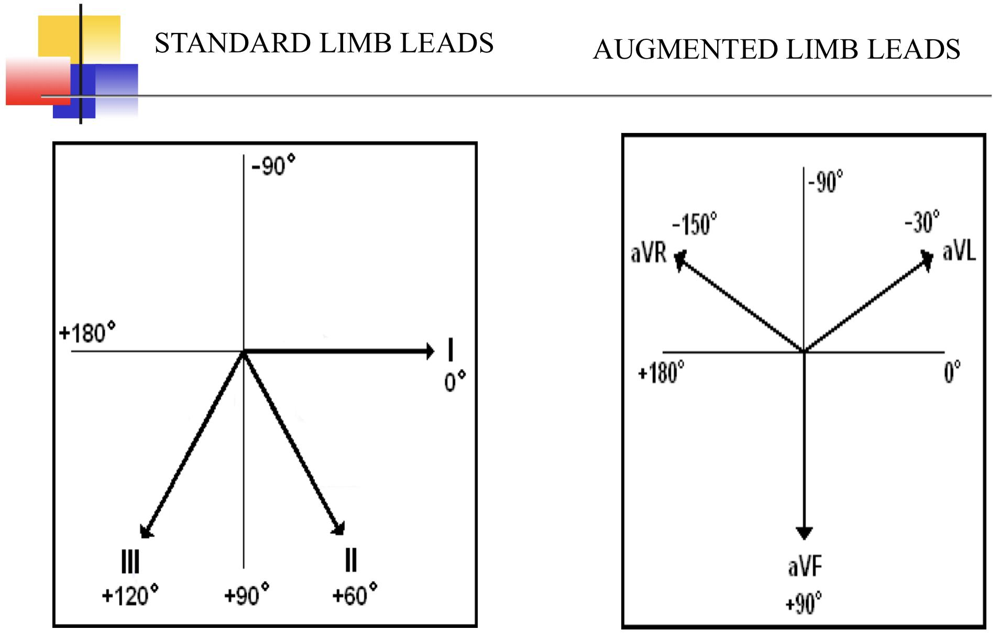 STANDARD LIMB LEADS
AUGMENTED LIMB LEADS
-90°
+180°
I
0°
III
II
+120°
+90°
+60°
-90°
-150°
-30°
aVR
aVL
+180°
0°
aVF
+90°